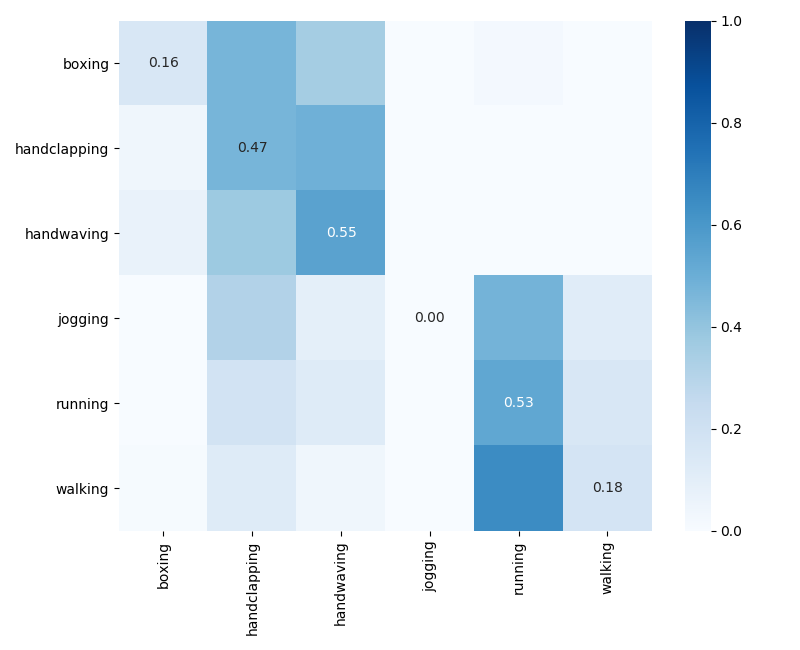 boxing
handclapping
handwaving
jogging
running
walking
0.16
0.47
0.55
0.00
0.53
0.18
boxing
handclapping
handwaving
jogging
running
walking
1.0
0.8
0.6
0.4
0.2
0.0